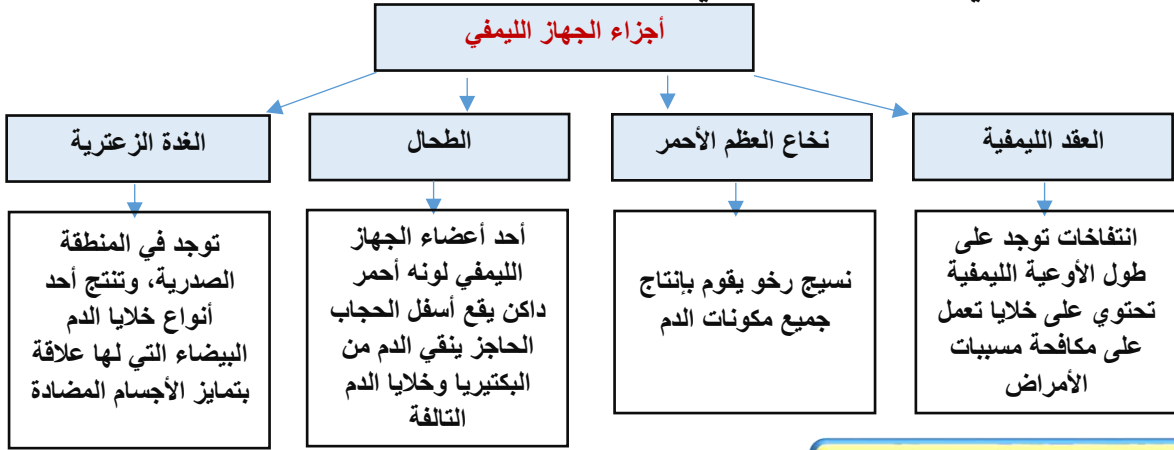 أجزاء الجهاز الليمفي
العقد الليمفية
نخاع العظم الأحمر
الطحال
الغدة الزعترية
انتفاخات توجد على
طول الأوعية الليمفية
تحتوي على خلايا تعمل
على مكافحة مسببات
الأمراض
نسيج رخو يقوم بإنتاج
جميع مكونات الدم
أحد أعضاء الجهاز
الليمفي لونه أحمر
داكن يقع أسفل الحجاب
الحاجز ينقي الدم من
البكتيريا وخلايا الدم
التالفة
توجد في المنطقة
الصدرية، وتنتج أحد
أنواع خلايا الدم
البيضاء التي لها علاقة
بتمايز الأجسام المضادة